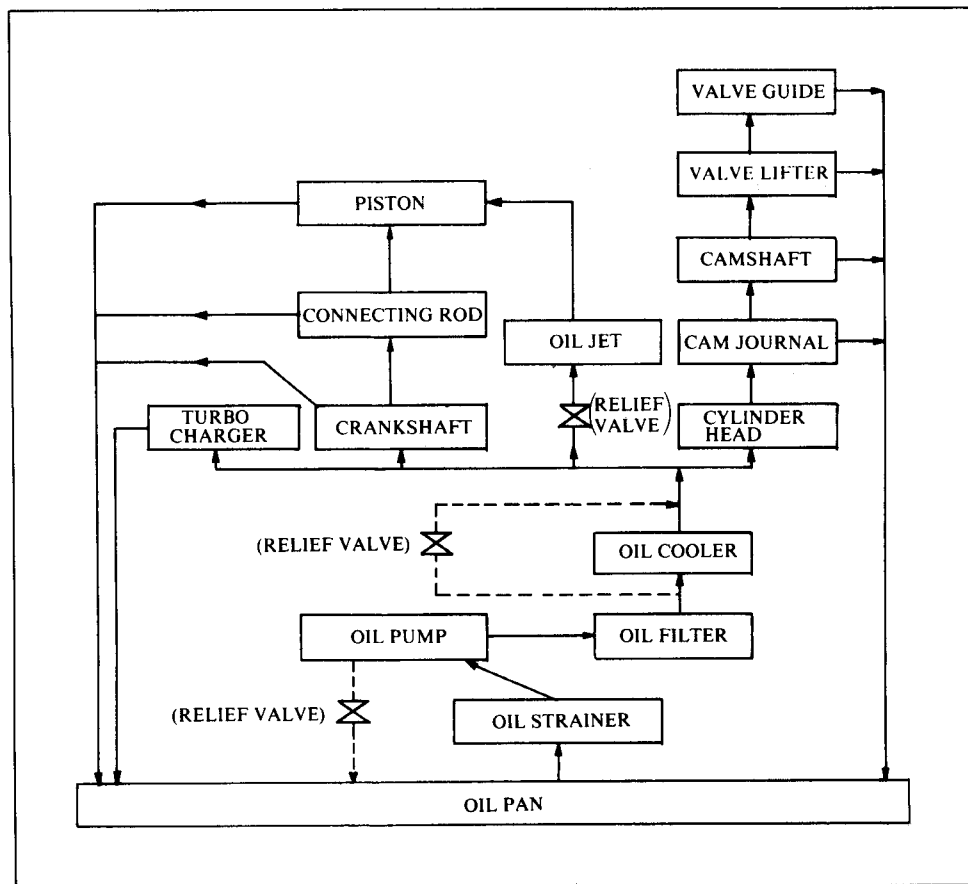 VALVE GUIDE
VALVE LIFTER
PISTON
CAMSHAFT
CONNECTING ROD
OIL JET
CAM JOURNAL
(RELIEF
VALVE)
TURBO
CHARGER
CRANKSHAFT
CYLINDER
HEAD
(RELIEF VALVE)
OIL COOLER
OIL PUMP
OIL FILTER
(RELIEF VALVE)
OIL STRAINER
OIL PAN